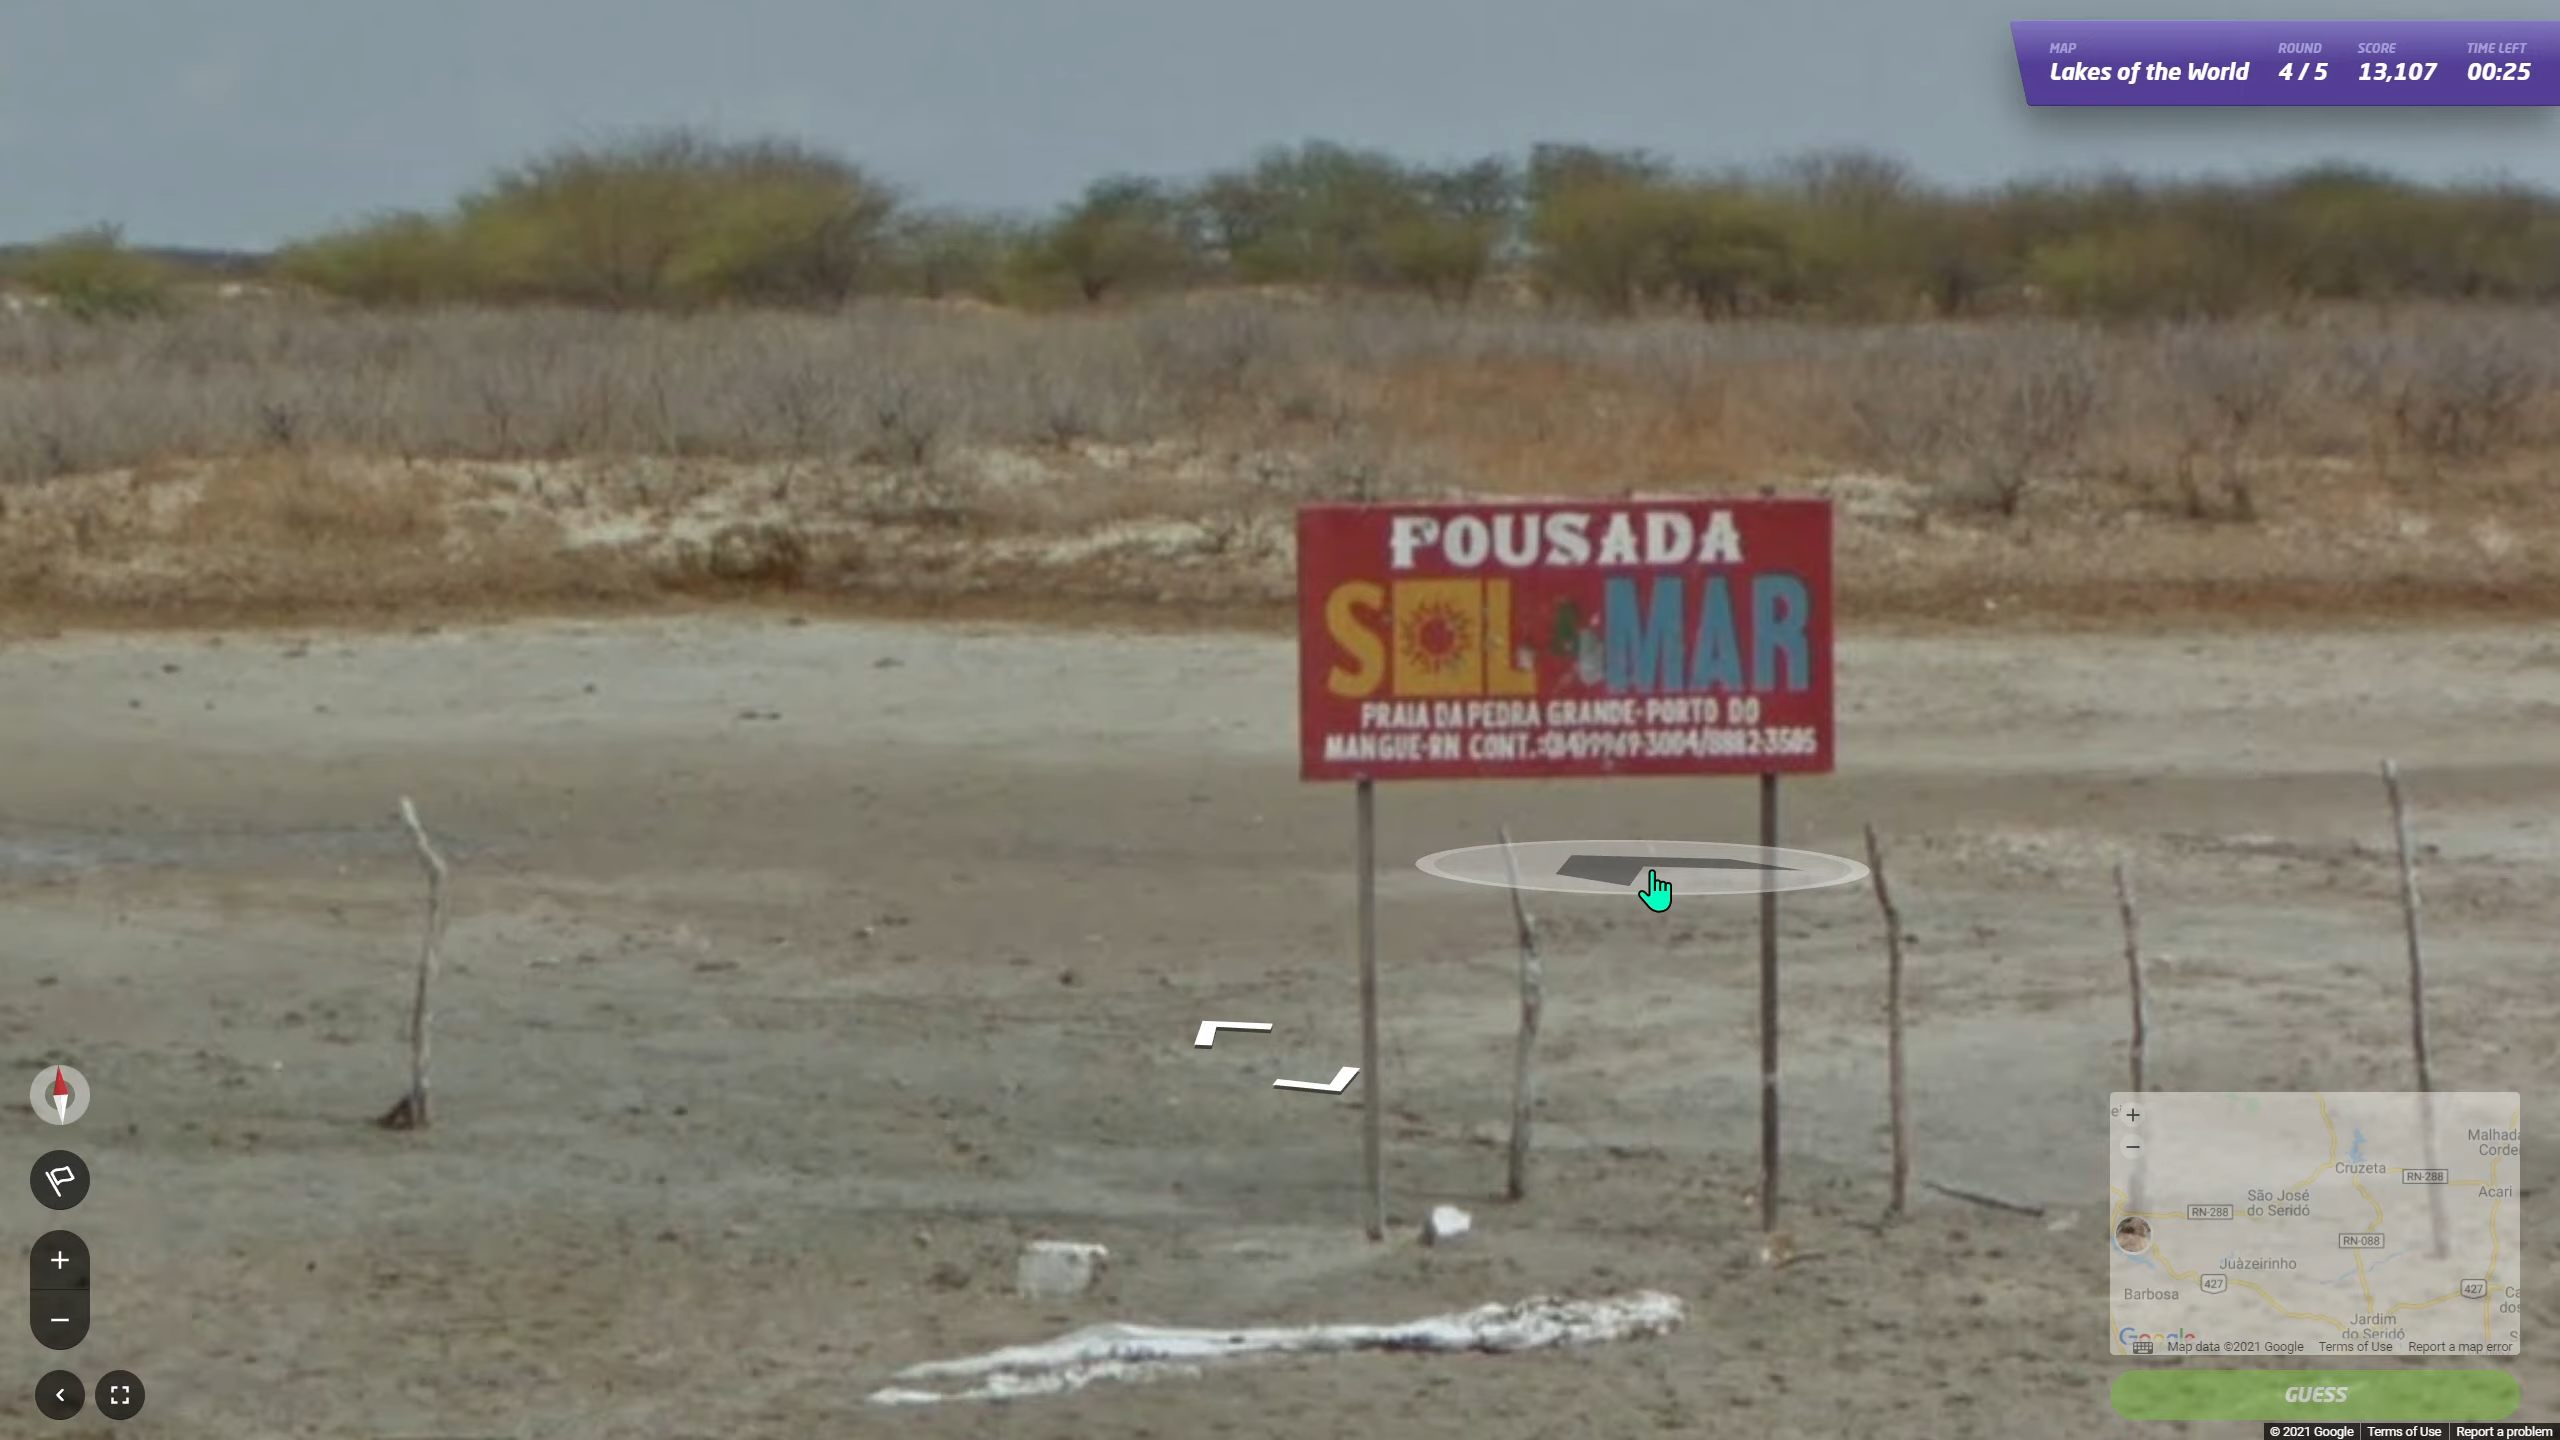 MAP
Lakes of the World
ROUND
4 / 5
SCORE
13,107
TIME LEFT
00:25
POUSADA
SOL MAR
PRAIA DA PEDRA GRANDE-PORTO DO
MANGUE-RN CONT.:
Malhada
Cruzeta
RN-288
Acari
São José
do Seridó
RN-288
RN-088
Juàzeirinho
427
427
Barbosa
Jardim
do Seridó
Google
Map data ©2021 Google
Terms of Use
Report a map error
GUESS
© 2021 Google
Terms of Use
Report a problem